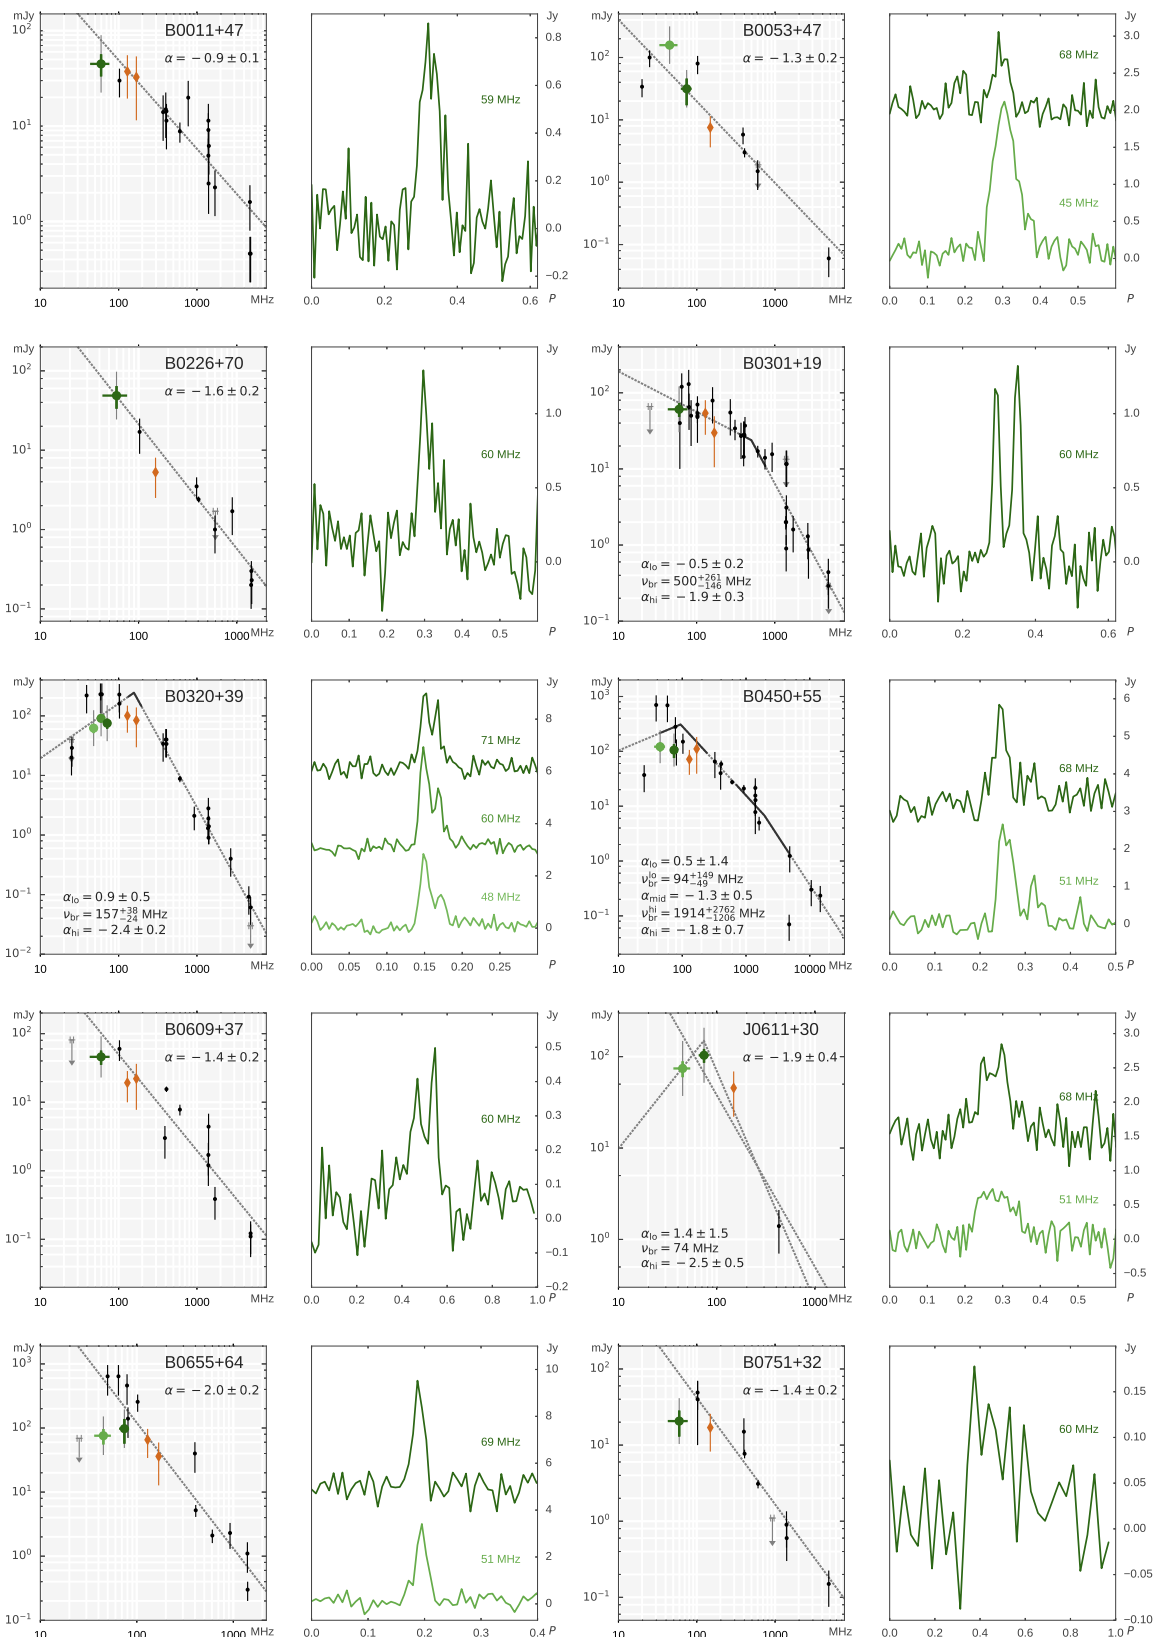 mJy
B0011+47
α = −0.9 ± 0.1
10² 10¹ 10⁰
10 100 1000 MHz
Jy
59 MHz
0.8 0.6 0.4 0.2 0.0 −0.2
0.0 0.2 0.4 0.6 P
mJy
B0053+47
α = −1.3 ± 0.2
10² 10¹ 10⁰ 10⁻¹
10 100 1000 MHz
Jy
68 MHz
45 MHz
3.0 2.5 2.0 1.5 1.0 0.5 0.0
0.0 0.1 0.2 0.3 0.4 0.5 P
mJy
B0226+70
α = −1.6 ± 0.2
10² 10¹ 10⁰ 10⁻¹
10 100 1000 MHz
Jy
60 MHz
1.0 0.5 0.0
0.0 0.1 0.2 0.3 0.4 0.5 0.6 P
mJy
B0301+19
α_lo = −0.5 ± 0.2
ν_br = 500 +261 −146 MHz
α_hi = −1.9 ± 0.3
10² 10¹ 10⁰ 10⁻¹
10 100 1000 MHz
Jy
60 MHz
1.0 0.5 0.0
0.0 0.2 0.4 0.6 P
mJy
B0320+39
α_lo = 0.9 ± 0.5
ν_br = 157 +38 −24 MHz
α_hi = −2.4 ± 0.2
10² 10¹ 10⁰ 10⁻¹ 10⁻²
10 100 1000 MHz
Jy
71 MHz
60 MHz
48 MHz
8 6 4 2 0
0.00 0.05 0.10 0.15 0.20 0.25 P
mJy
B0450+55
α_lo = 0.5 ± 1.4
ν_br^lo = 94 +149 −49 MHz
α_mid = −1.3 ± 0.5
ν_br^hi = 1914 +2762 −1206 MHz
α_hi = −1.8 ± 0.7
10³ 10² 10¹ 10⁰ 10⁻¹
10 100 1000 10000 MHz
Jy
68 MHz
51 MHz
6 5 4 3 2 1 0
0.0 0.1 0.2 0.3 0.4 0.5 P
mJy
B0609+37
α = −1.4 ± 0.2
10² 10¹ 10⁰ 10⁻¹
10 100 1000 MHz
Jy
60 MHz
0.5 0.4 0.3 0.2 0.1 0.0 −0.1 −0.2
0.0 0.2 0.4 0.6 0.8 1.0 P
mJy
J0611+30
α = −1.9 ± 0.4
α_lo = 1.4 ± 1.5
ν_br = 74 MHz
α_hi = −2.5 ± 0.5
10² 10¹ 10⁰
10 100 1000 MHz
Jy
68 MHz
51 MHz
3.0 2.5 2.0 1.5 1.0 0.5 0.0 −0.5
0.0 0.1 0.2 0.3 0.4 0.5 P
mJy
B0655+64
α = −2.0 ± 0.2
10³ 10² 10¹ 10⁰ 10⁻¹
10 100 1000 MHz
Jy
69 MHz
51 MHz
10 8 6 4 2 0
0.0 0.1 0.2 0.3 0.4 P
mJy
B0751+32
α = −1.4 ± 0.2
10² 10¹ 10⁰ 10⁻¹
10 100 1000 MHz
Jy
60 MHz
0.15 0.10 0.05 0.00 −0.05 −0.10
0.0 0.2 0.4 0.6 0.8 1.0 P